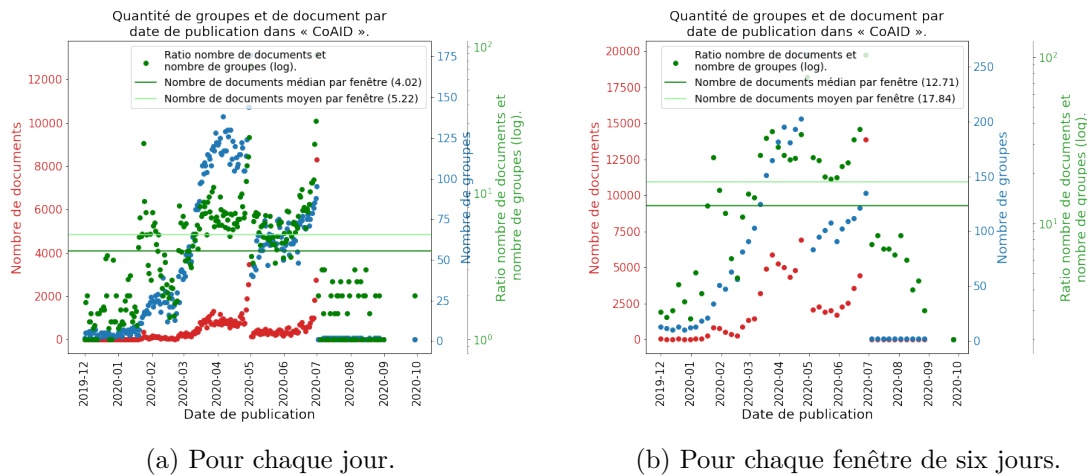 Quantité de groupes et de document par
date de publication dans « CoAID ».
Ratio nombre de documents et
nombre de groupes (log).
Nombre de documents médian par fenêtre (4.02)
Nombre de documents moyen par fenêtre (5.22)
Nombre de documents
0
2000
4000
6000
8000
10000
12000
Nombre de groupes
0
25
50
75
100
125
150
175
Ratio nombre de documents et
nombre de groupes (log).
10⁰
10¹
10²
2019-12
2020-01
2020-02
2020-03
2020-04
2020-05
2020-06
2020-07
2020-08
2020-09
2020-10
Date de publication
(a) Pour chaque jour.
Quantité de groupes et de document par
date de publication dans « CoAID ».
Ratio nombre de documents et
nombre de groupes (log).
Nombre de documents médian par fenêtre (12.71)
Nombre de documents moyen par fenêtre (17.84)
Nombre de documents
0
2500
5000
7500
10000
12500
15000
17500
20000
Nombre de groupes
0
50
100
150
200
250
Ratio nombre de documents et
nombre de groupes (log).
10¹
10²
2019-12
2020-01
2020-02
2020-03
2020-04
2020-05
2020-06
2020-07
2020-08
2020-09
2020-10
Date de publication
(b) Pour chaque fenêtre de six jours.